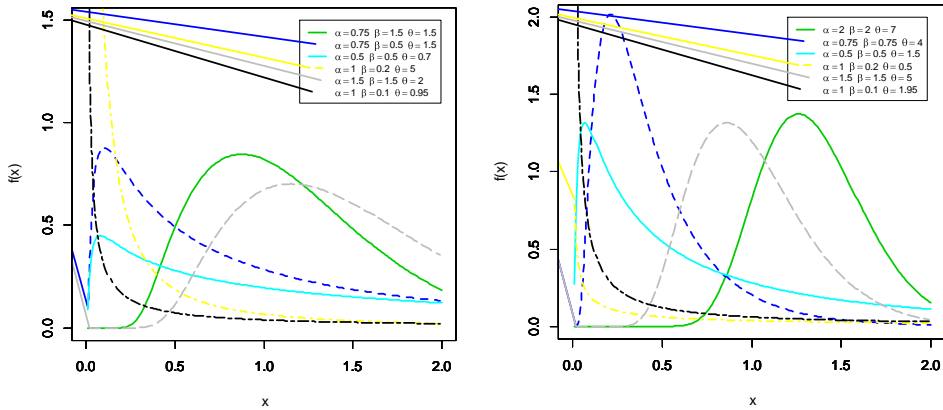 α = 0.75 β = 1.5 θ = 1.5
α = 0.75 β = 0.5 θ = 1.5
α = 0.5 β = 0.5 θ = 0.7
α = 1 β = 0.2 θ = 5
α = 1.5 β = 1.5 θ = 2
α = 1 β = 0.1 θ = 0.95
1.5
1.0
0.5
0.0
f(x)
0.0 0.5 1.0 1.5 2.0
x
α = 2 β = 2 θ = 7
α = 0.75 β = 0.75 θ = 4
α = 0.5 β = 0.5 θ = 1.5
α = 1 β = 0.2 θ = 0.5
α = 1.5 β = 1.5 θ = 5
α = 1 β = 0.1 θ = 1.95
2.0
1.5
1.0
0.5
0.0
f(x)
0.0 0.5 1.0 1.5 2.0
x